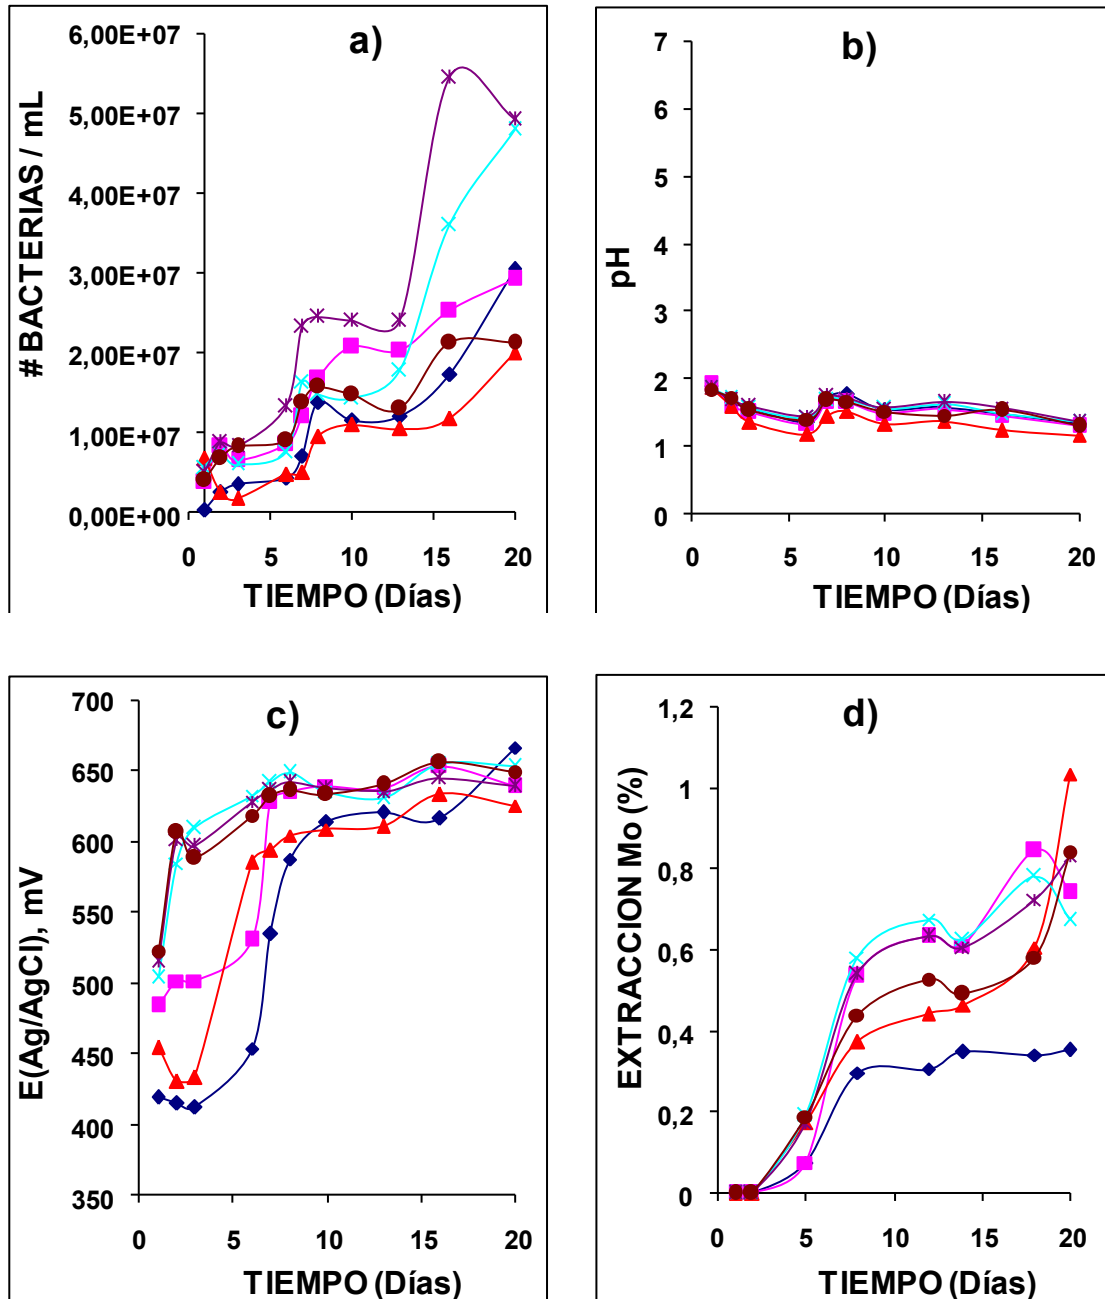 a)
# BACTERIAS / mL
6,00E+07
5,00E+07
4,00E+07
3,00E+07
2,00E+07
1,00E+07
0,00E+00
0 5 10 15 20
TIEMPO (Días)
b)
pH
7
6
5
4
3
2
1
0
0 5 10 15 20
TIEMPO (Días)
c)
E(Ag/AgCl), mV
700
650
600
550
500
450
400
350
0 5 10 15 20
TIEMPO (Días)
d)
EXTRACCION Mo (%)
1,2
1
0,8
0,6
0,4
0,2
0
0 5 10 15 20
TIEMPO (Días)